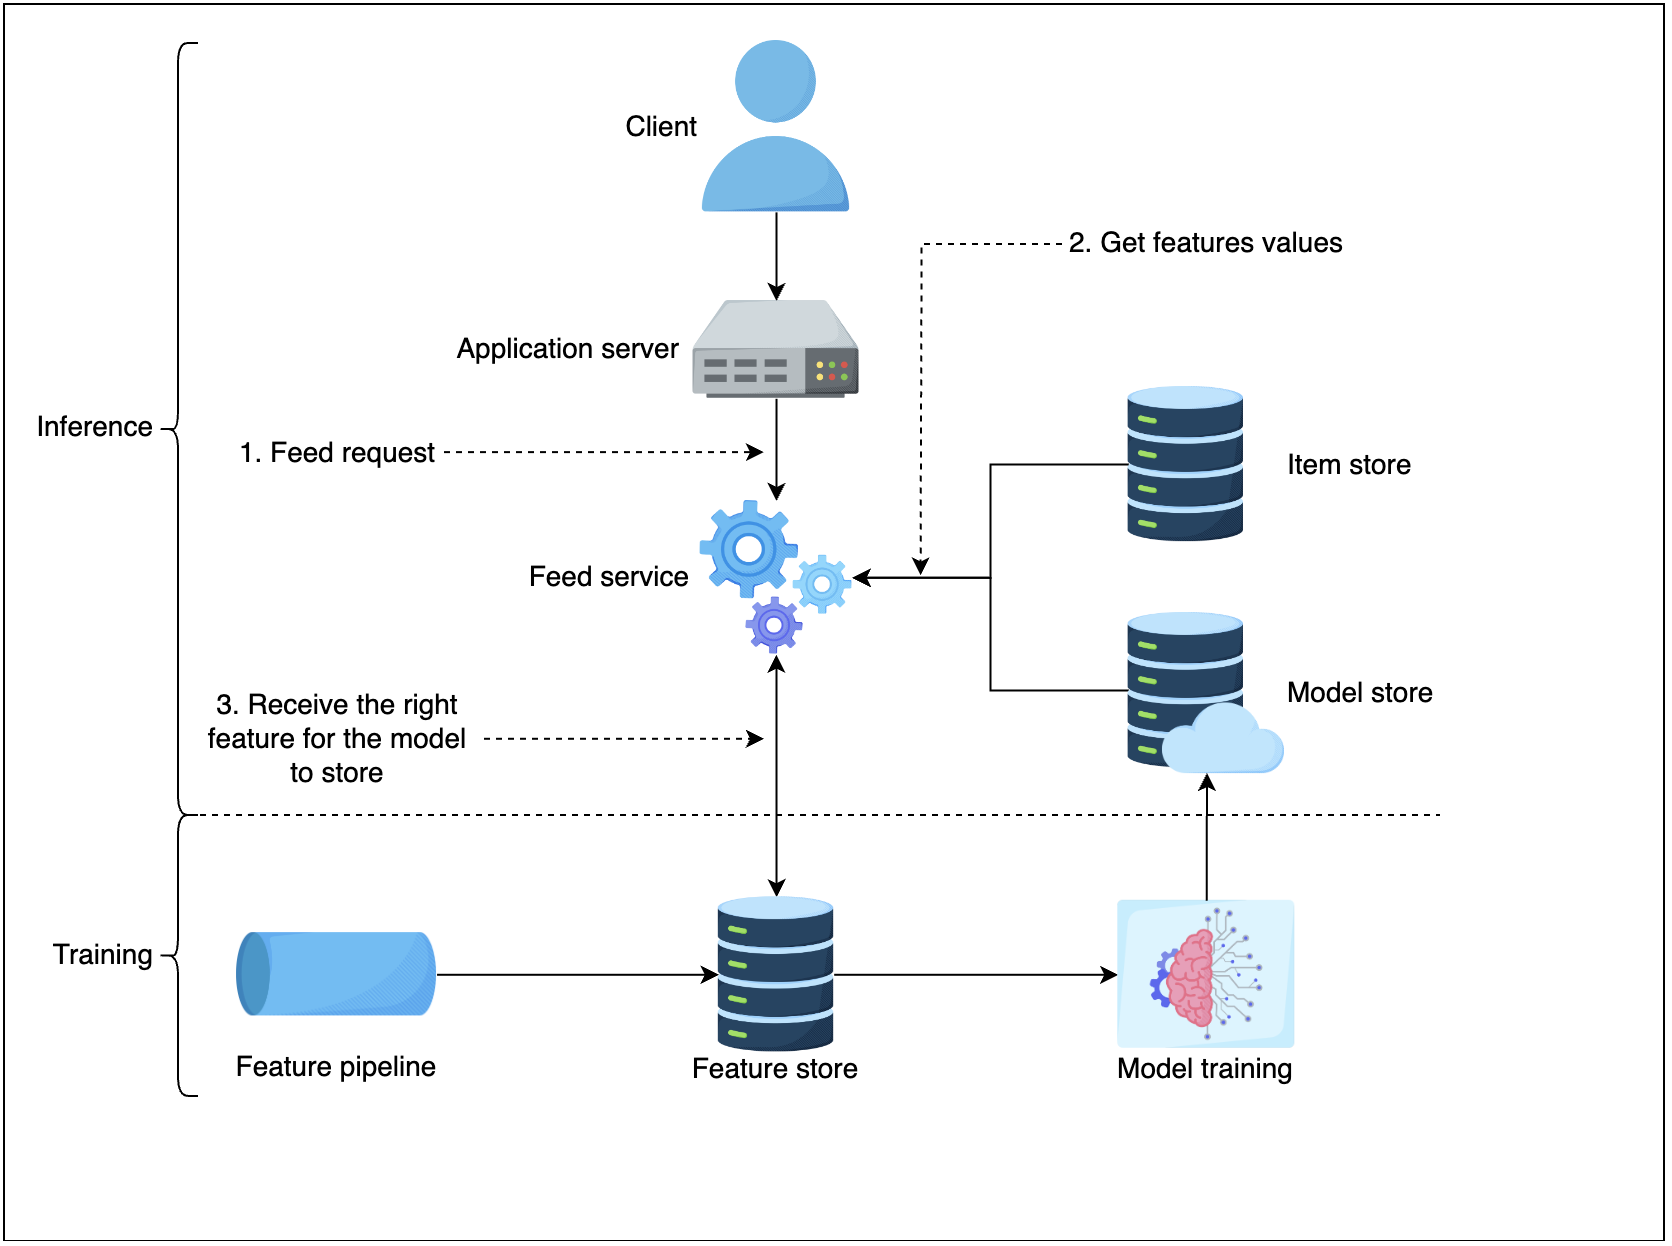 Client
2. Get features values
Application server
Inference
1. Feed request
Item store
Feed service
Model store
3. Receive the right
feature for the model
to store
Training
Feature pipeline
Feature store
Model training